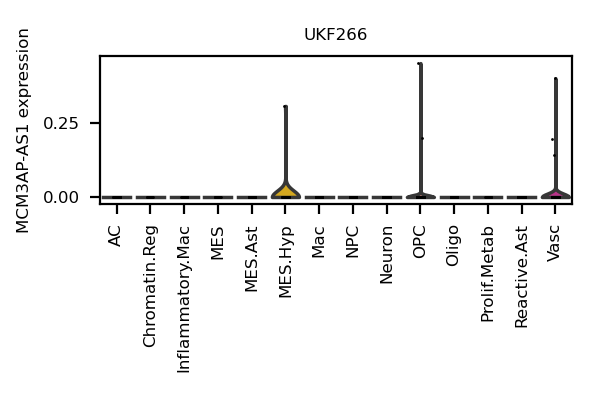 UKF266
MCM3AP-AS1 expression
0.25
0.00
AC
Chromatin.Reg
Inflammatory.Mac
MES
MES.Ast
MES.Hyp
Mac
NPC
Neuron
OPC
Oligo
Prolif.Metab
Reactive.Ast
Vasc